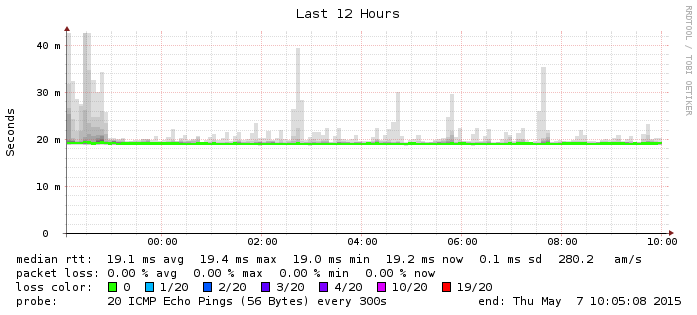 Last 12 Hours
RRDTOOL / TOBI OETIKER
Seconds
40 m
30 m
20 m
10 m
0
00:00 02:00 04:00 06:00 08:00 10:00
median rtt: 19.1 ms avg 19.4 ms max 19.0 ms min 19.2 ms now 0.1 ms sd 280.2 am/s
packet loss: 0.00 % avg 0.00 % max 0.00 % min 0.00 % now
loss color: 0 1/20 2/20 3/20 4/20 10/20 19/20
probe: 20 ICMP Echo Pings (56 Bytes) every 300s end: Thu May 7 10:05:08 2015